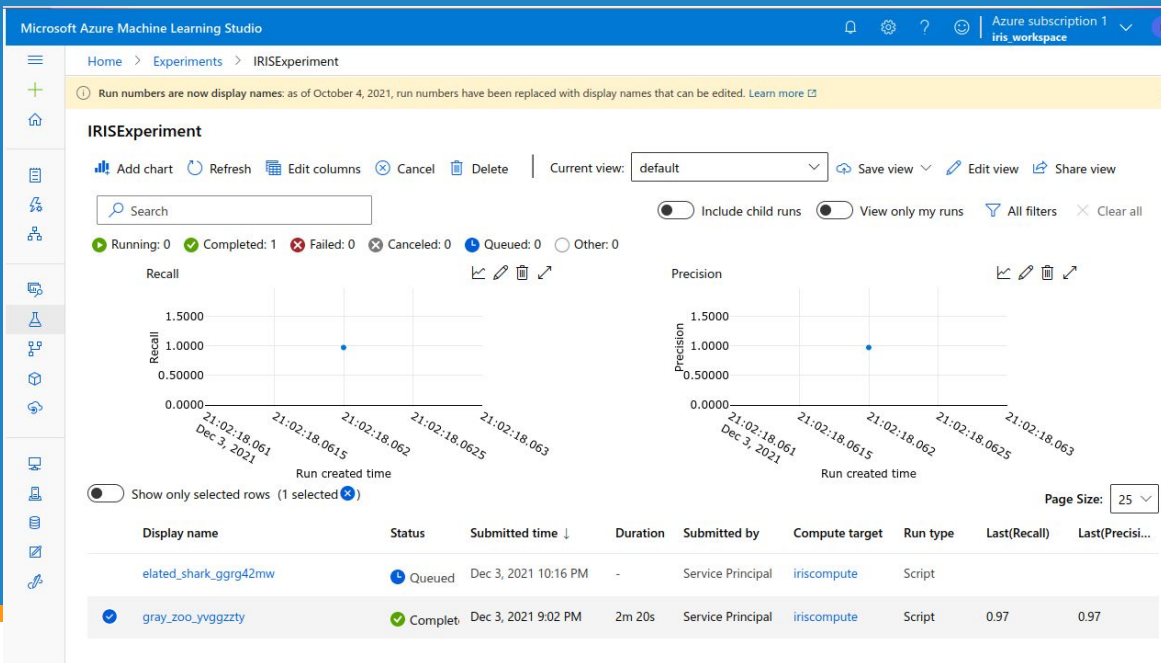 Microsoft Azure Machine Learning Studio
Azure subscription 1
iris_workspace
Home > Experiments > IRISExperiment
Run numbers are now display names: as of October 4, 2021, run numbers have been replaced with display names that can be edited. Learn more
IRISExperiment
Add chart Refresh Edit columns Cancel Delete Current view: default Save view Edit view Share view
Search Include child runs View only my runs All filters Clear all
Running: 0 Completed: 1 Failed: 0 Canceled: 0 Queued: 0 Other: 0
Recall
1.5000
1.0000
0.50000
0.0000
Recall
21:02:18.061
Dec 3, 2021
21:02:18.0615
21:02:18.062
21:02:18.0625
21:02:18.063
Run created time
Precision
1.5000
1.0000
0.50000
0.0000
Precision
21:02:18.061
Dec 3, 2021
21:02:18.0615
21:02:18.062
21:02:18.0625
21:02:18.063
Run created time
Show only selected rows (1 selected)
Page Size: 25
Display name Status Submitted time ↓ Duration Submitted by Compute target Run type Last(Recall) Last(Precisi...
elated_shark_ggrg42mw Queued Dec 3, 2021 10:16 PM - Service Principal iriscompute Script
gray_zoo_yvggzzty Complet Dec 3, 2021 9:02 PM 2m 20s Service Principal iriscompute Script 0.97 0.97